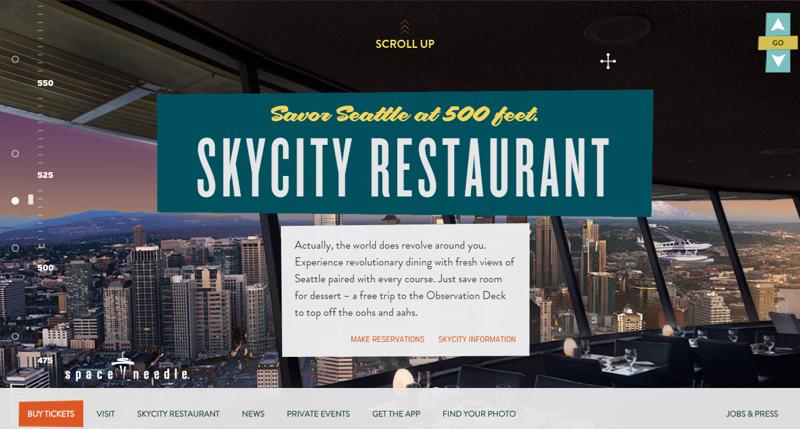 SCROLL UP
GO
550
525
500
475
Savor Seattle at 500 feet.
SKYCITY RESTAURANT
Actually, the world does revolve around you.
Experience revolutionary dining with fresh views of
Seattle paired with every course. Just save room
for dessert – a free trip to the Observation Deck
to top off the oohs and aahs.
MAKE RESERVATIONS SKYCITY INFORMATION
space needle
BUY TICKETS VISIT SKYCITY RESTAURANT NEWS PRIVATE EVENTS GET THE APP FIND YOUR PHOTO JOBS & PRESS